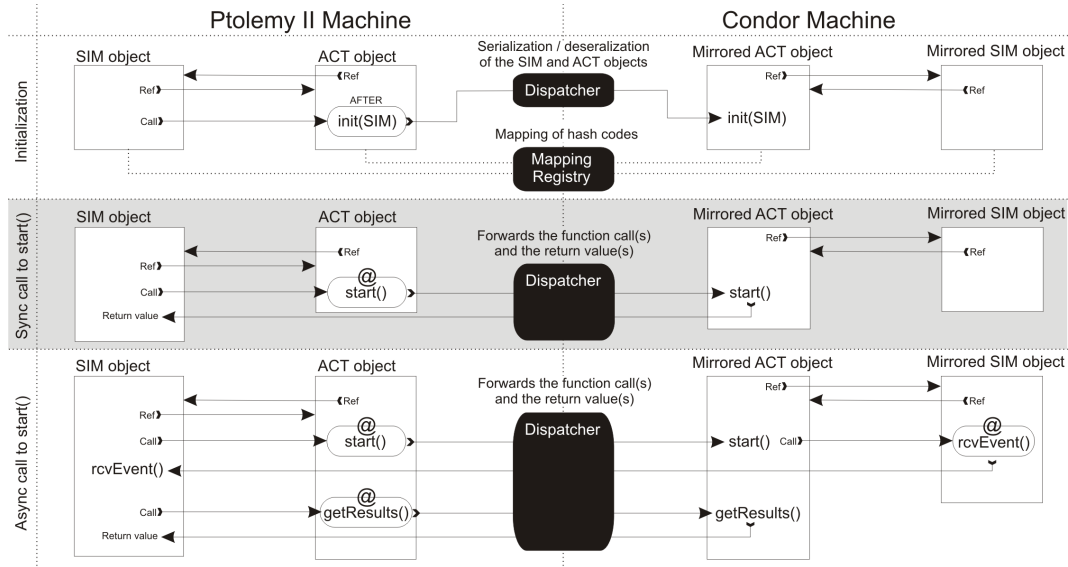 Ptolemy II Machine
Condor Machine
Initialization
SIM object
Ref
Call
ACT object
Ref
AFTER
init(SIM)
Serialization / deseralization
of the SIM and ACT objects
Dispatcher
Mapping of hash codes
Mapping
Registry
Mirrored ACT object
Ref
init(SIM)
Mirrored SIM object
Ref
Sync call to start()
SIM object
Ref
Call
Return value
ACT object
Ref
@
start()
Forwards the function call(s)
and the return value(s)
Dispatcher
Mirrored ACT object
Ref
start()
Mirrored SIM object
Ref
Async call to start()
SIM object
Ref
Call
rcvEvent()
Call
Return value
ACT object
Ref
@
start()
@
getResults()
Forwards the function call(s)
and the return value(s)
Dispatcher
Mirrored ACT object
Ref
start() Call
getResults()
Mirrored SIM object
Ref
@
rcvEvent()